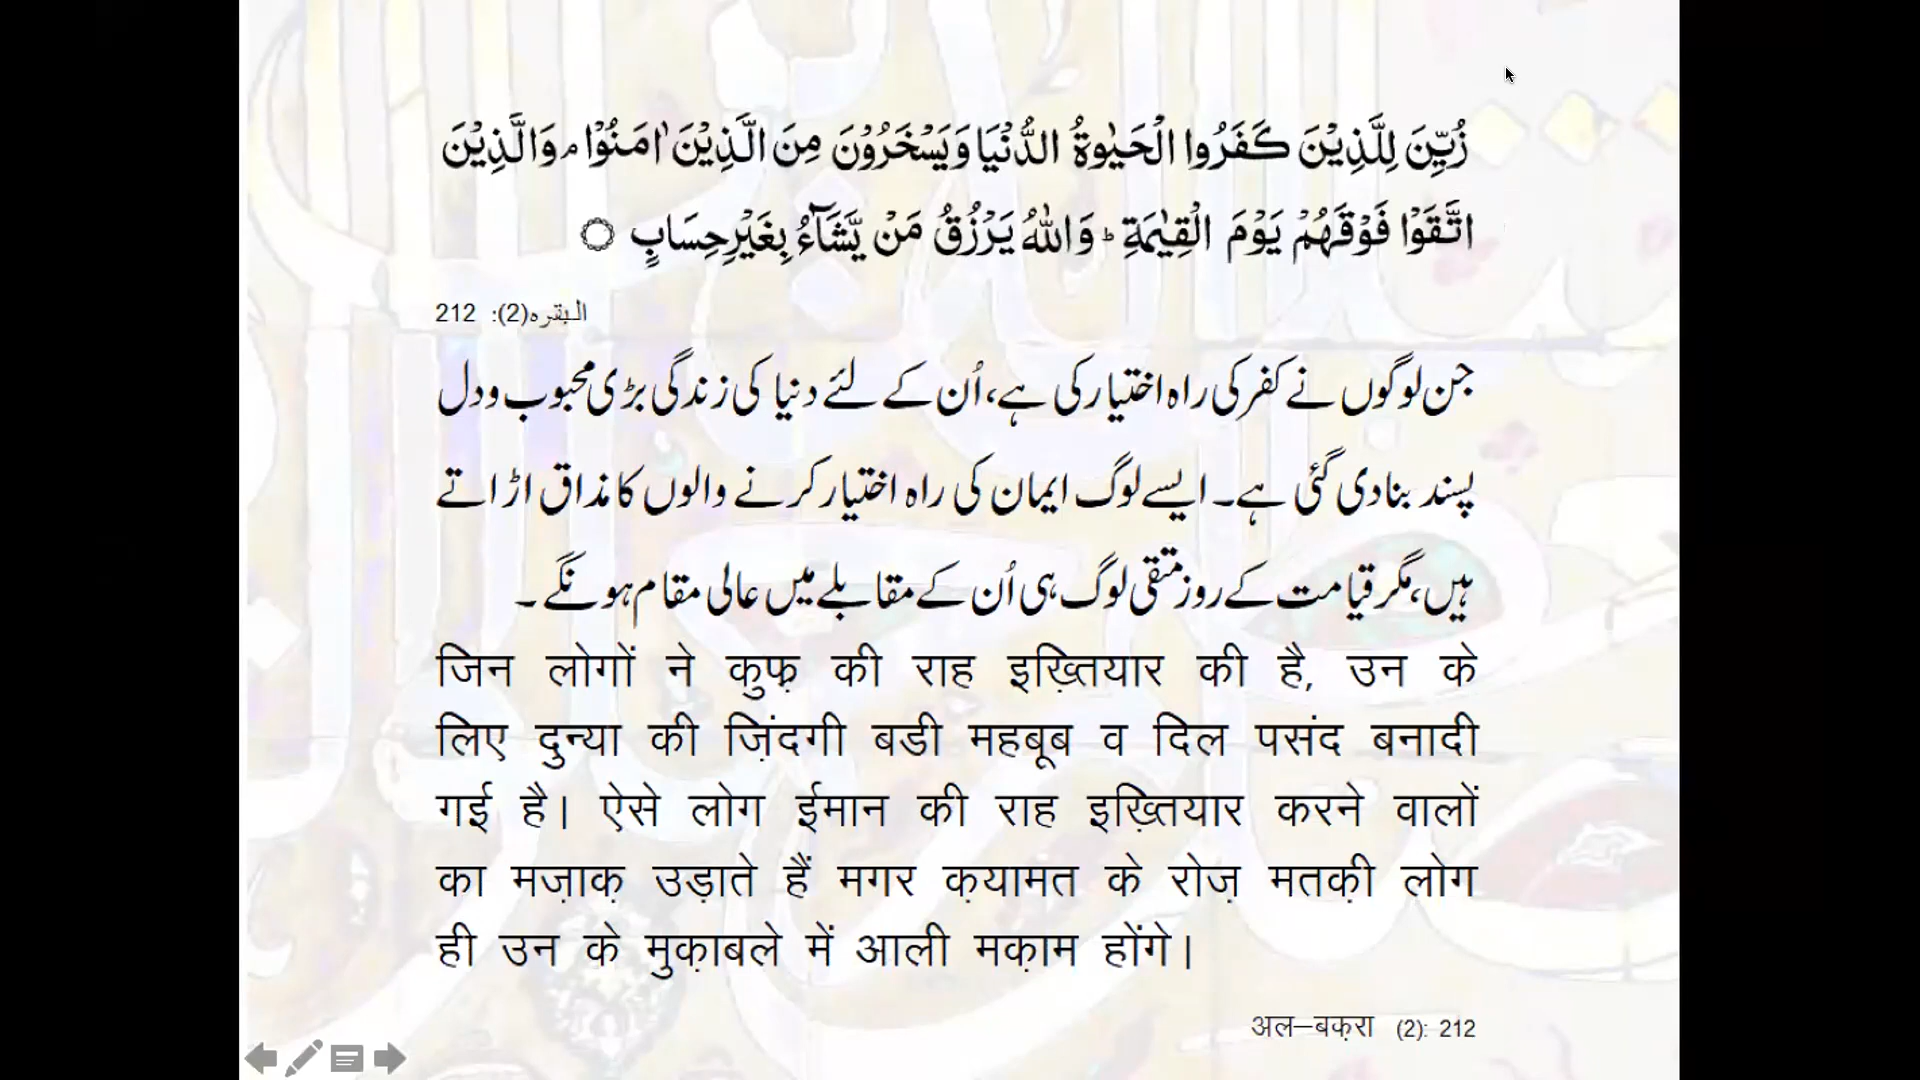 زُيِّنَ لِلَّذِيْنَ كَفَرُوا الْحَيٰوةُ الدُّنْيَا وَيَسْخَرُوْنَ مِنَ الَّذِيْنَ اٰمَنُوْا ۘ وَالَّذِيْنَ
اتَّقَوْا فَوْقَهُمْ يَوْمَ الْقِيٰمَةِ ؕ وَاللّٰهُ يَرْزُقُ مَنْ يَّشَآءُ بِغَيْرِ حِسَابٍ ۝
البقرہ(2): 212
جن لوگوں نے کفر کی راہ اختیار کی ہے، اُن کے لئے دنیا کی زندگی بڑی محبوب و دل
پسند بنادی گئی ہے۔ ایسے لوگ ایمان کی راہ اختیار کرنے والوں کا مذاق اڑاتے
ہیں، مگر قیامت کے روز متقی لوگ ہی اُن کے مقابلے میں عالی مقام ہونگے۔
जिन लोगों ने कुफ़्र की राह इख़्तियार की है, उन के
लिए दुन्या की ज़िंदगी बडी महबूब व दिल पसंद बनादी
गई है। ऐसे लोग ईमान की राह इख़्तियार करने वालों
का मज़ाक़ उड़ाते हैं मगर क़यामत के रोज़ मतक़ी लोग
ही उन के मुक़ाबले में आली मक़ाम होंगे।
अल–बक़रा (2): 212